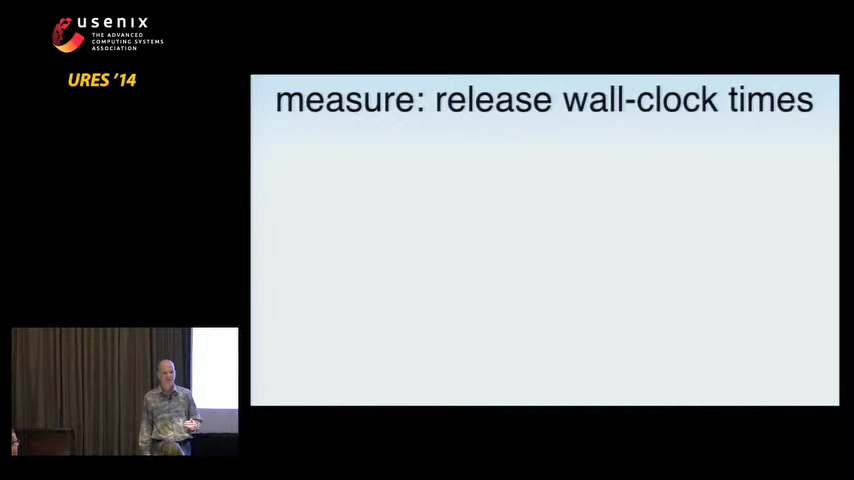 usenix
THE ADVANCED
COMPUTING SYSTEMS
ASSOCIATION
URES '14
measure: release wall-clock times